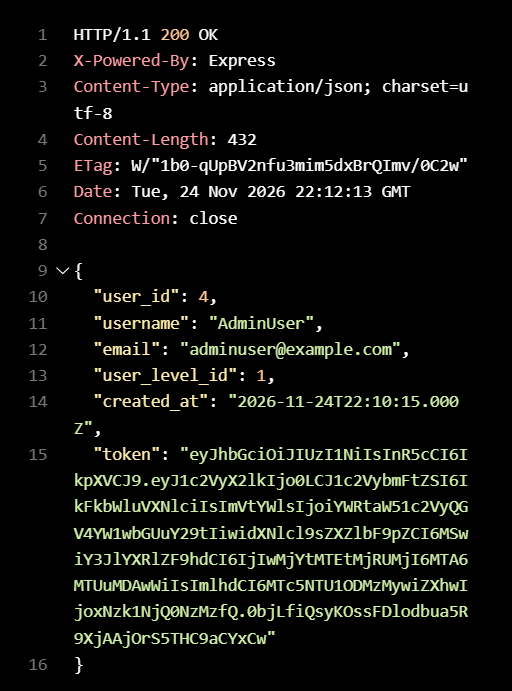 1 HTTP/1.1 200 OK
2 X-Powered-By: Express
3 Content-Type: application/json; charset=u
tf-8
4 Content-Length: 432
5 ETag: W/"1b0-qUpBV2nfu3mim5dxBrQImv/0C2w"
6 Date: Tue, 24 Nov 2026 22:12:13 GMT
7 Connection: close
8
9 {
10 "user_id": 4,
11 "username": "AdminUser",
12 "email": "adminuser@example.com",
13 "user_level_id": 1,
14 "created_at": "2026-11-24T22:10:15.000
Z",
15 "token": "eyJhbGciOiJIUzI1NiIsInR5cCI6I
kpXVCJ9.eyJ1c2VyX2lkIjo0LCJ1c2VybmFtZSI6I
kFkbWluVXNlciIsImVtYWlsIjoiYWRtaW51c2VyQG
V4YW1wbGUuY29tIiwidXNlcl9sZXZlbF9pZCI6MSw
iY3JlYXRlZF9hdCI6IjIwMjYtMTEtMjRUMjI6MTA6
MTUuMDAwWiIsImlhdCI6MTc5NTU1ODMzMywiZXhwI
joxNzk1NjQ0NzMzfQ.0bjLfiQsyKOssFDlodbua5R
9XjAAjOrS5THC9aCYxCw"
16 }